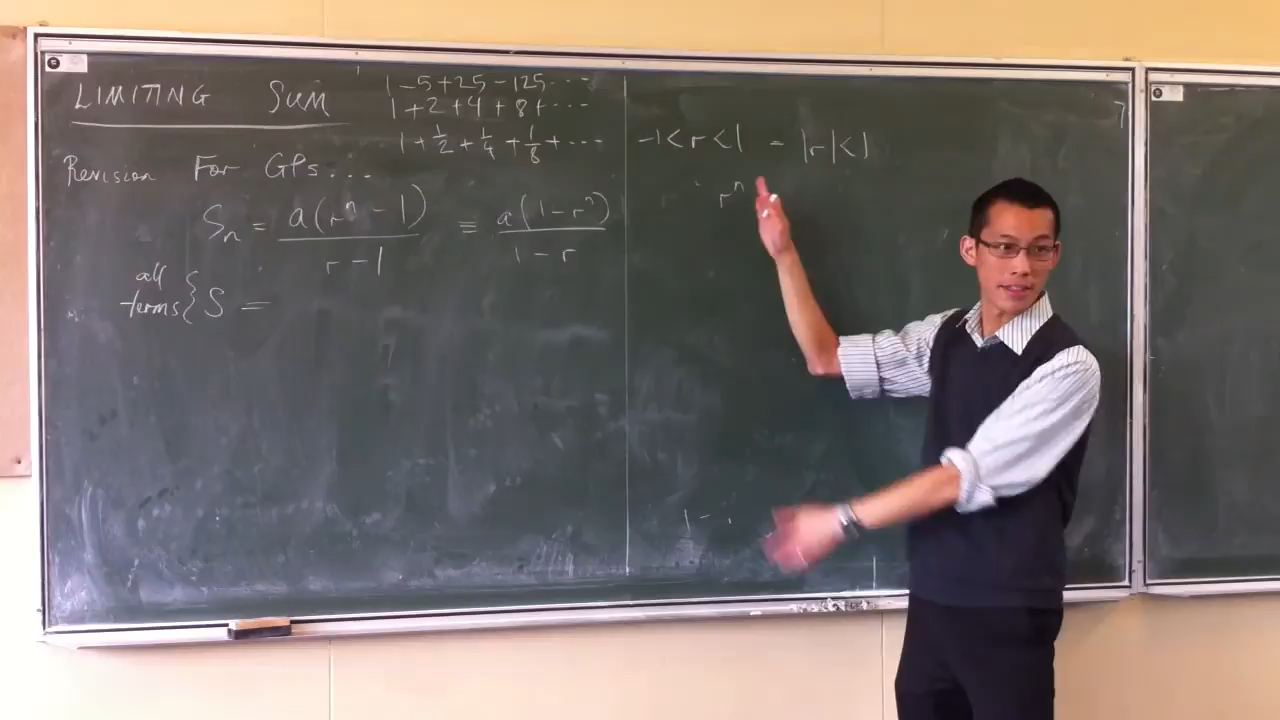 LIMITING SUM
1 - 5 + 25 - 125 ...
1 + 2 + 4 + 8 + ...
1 + 1/2 + 1/4 + 1/8 + ...
Revision For GPs...
Sn = a(r^n - 1) / r - 1 ≡ a(1 - r^n) / 1 - r
all terms { S =
-1 < r < 1 = |r| < 1
r^n
1 -